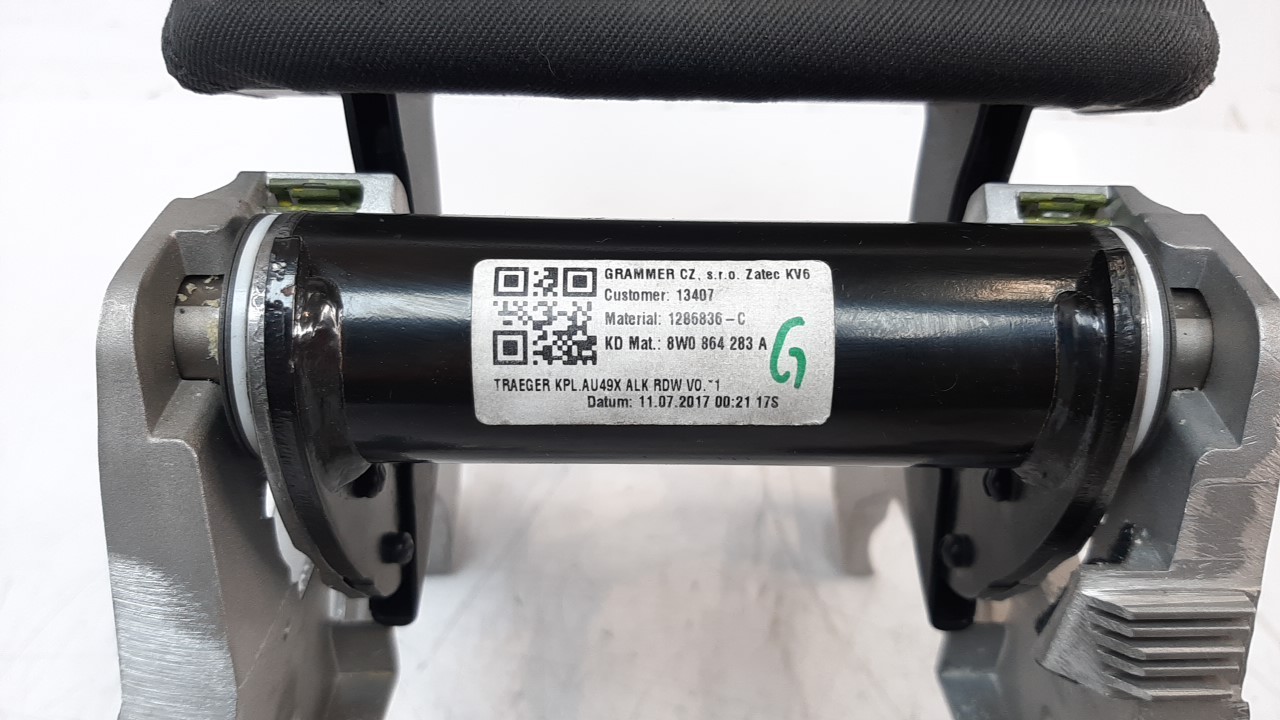 GRAMMER CZ, s.r.o. Zatec KV6
Customer: 13407
Material: 1286836-C
KD Mat.: 8W0 864 283 A
G
TRAEGER KPL.AU49X ALK RDW VO.~1
Datum: 11.07.2017 00:21 17S